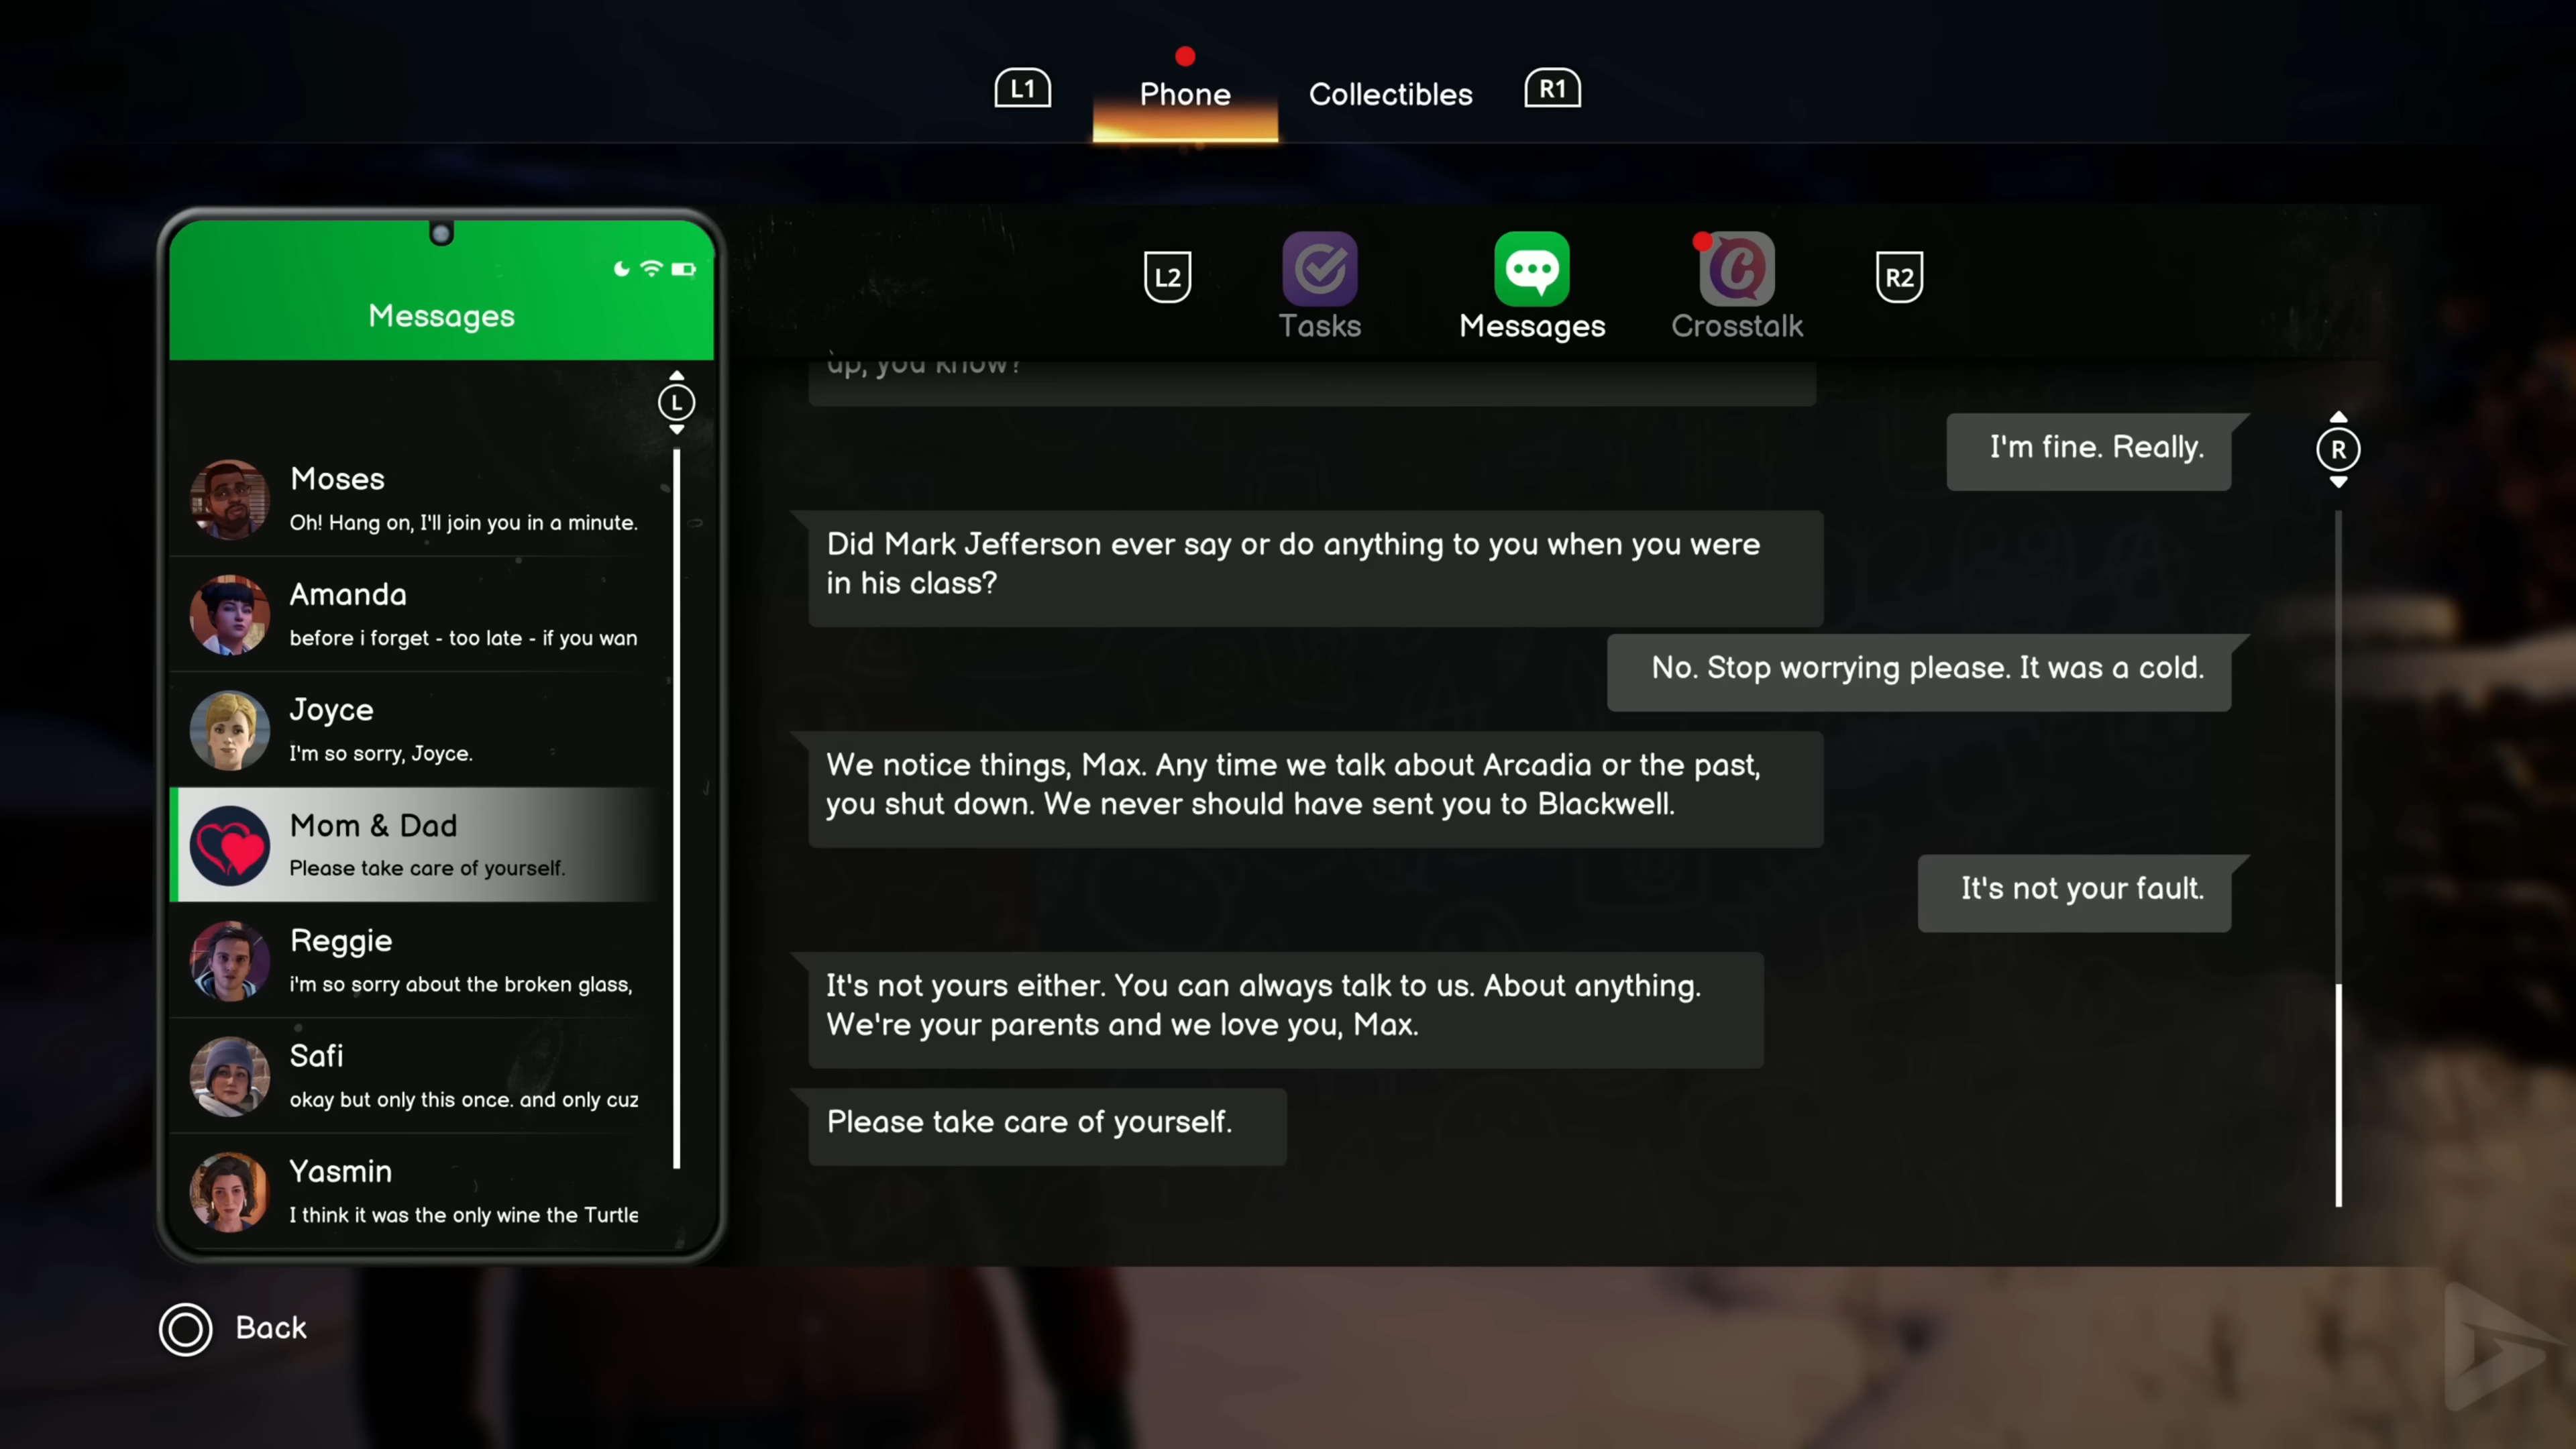 L1
Phone
Collectibles
R1
Messages
L2
Tasks
Messages
Crosstalk
R2
L
Moses
Oh! Hang on, I'll join you in a minute.
Amanda
before i forget - too late - if you wan
Joyce
I'm so sorry, Joyce.
Mom & Dad
Please take care of yourself.
Reggie
i'm so sorry about the broken glass,
Safi
okay but only this once. and only cuz
Yasmin
I think it was the only wine the Turtle
up, you know?
I'm fine. Really.
R
Did Mark Jefferson ever say or do anything to you when you were
in his class?
No. Stop worrying please. It was a cold.
We notice things, Max. Any time we talk about Arcadia or the past,
you shut down. We never should have sent you to Blackwell.
It's not your fault.
It's not yours either. You can always talk to us. About anything.
We're your parents and we love you, Max.
Please take care of yourself.
Back